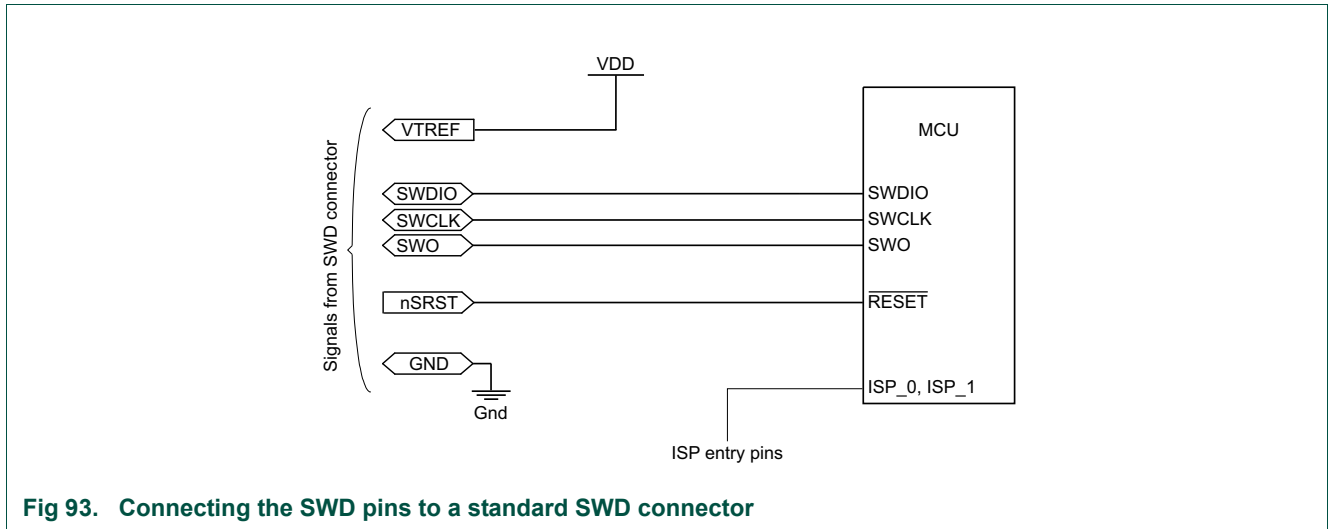 VDD
Signals from SWD connector
VTREF
MCU
SWDIO
SWDIO
SWCLK
SWCLK
SWO
SWO
nSRST
RESET
GND
Gnd
ISP_0, ISP_1
ISP entry pins
Fig 93. Connecting the SWD pins to a standard SWD connector